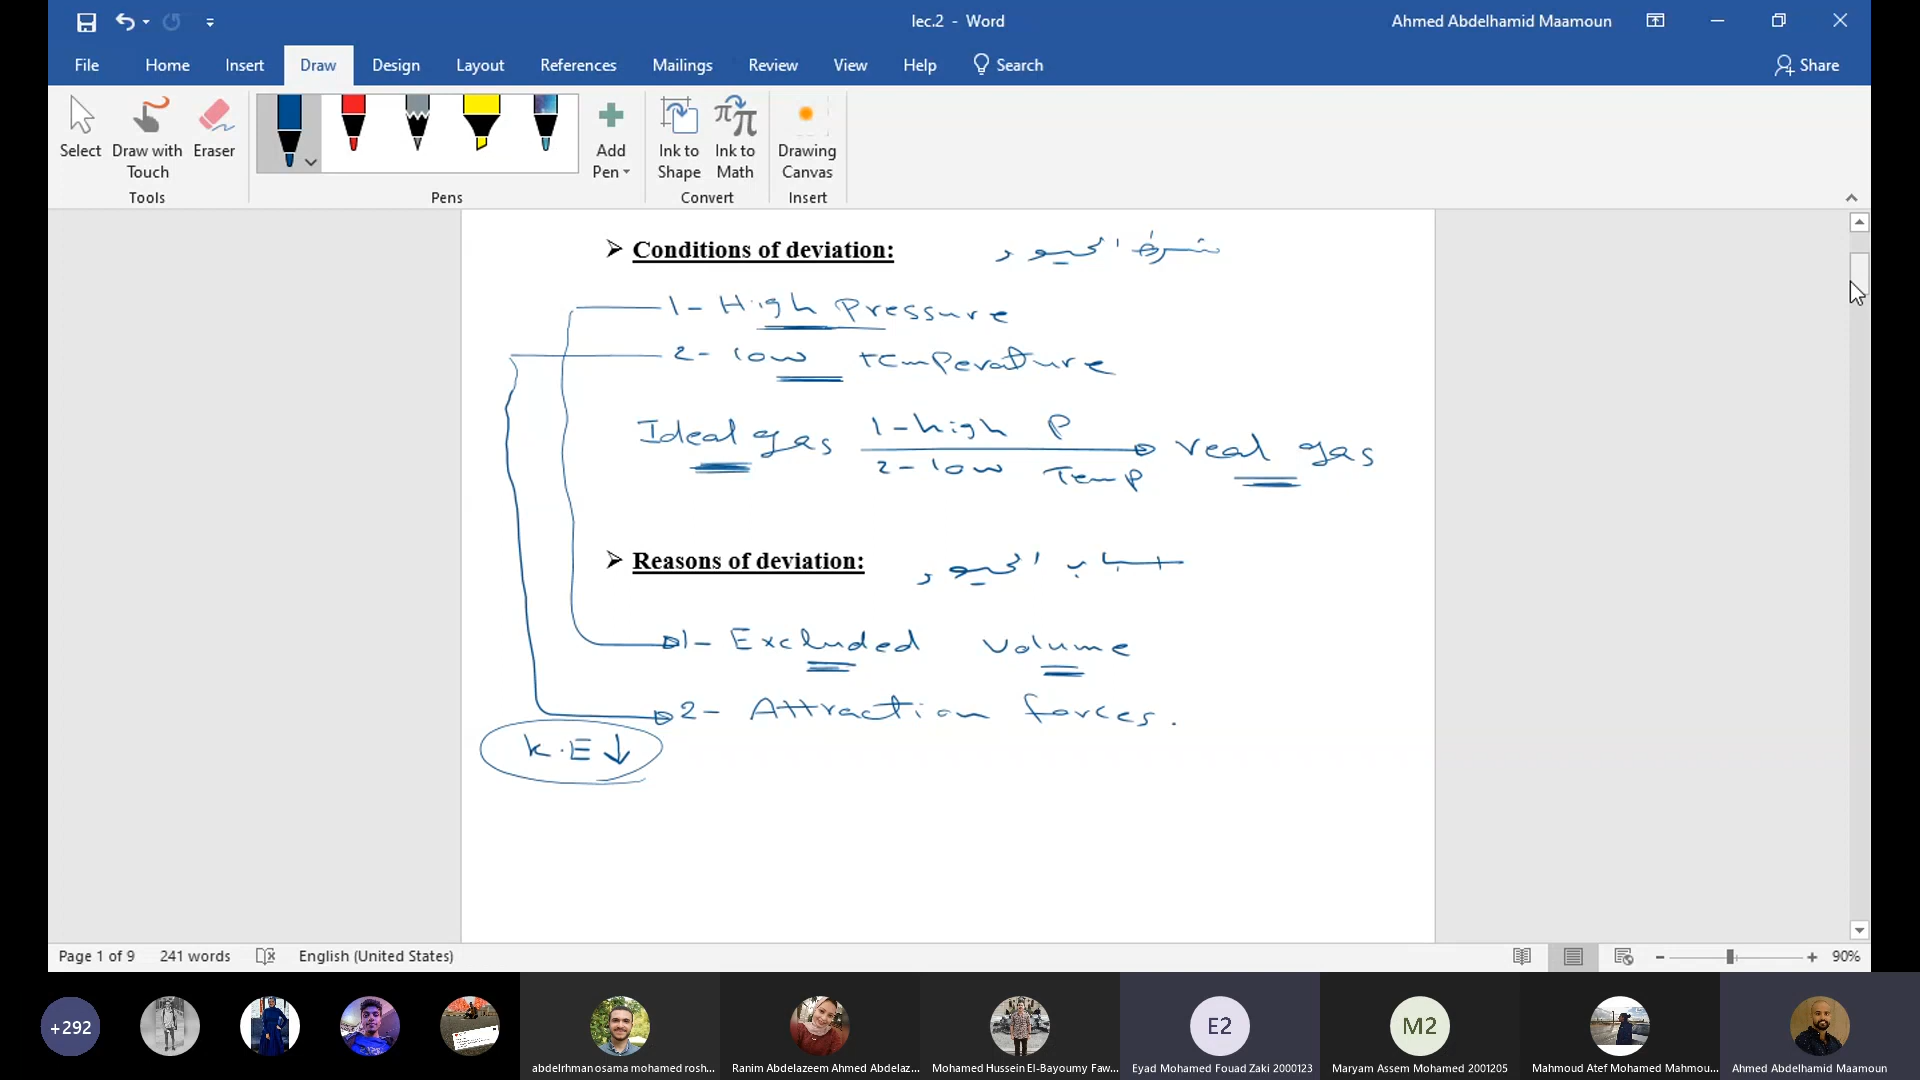 lec.2 - Word
Ahmed Abdelhamid Maamoun
File Home Insert Draw Design Layout References Mailings Review View Help Search Share
Select
Draw with Touch
Eraser
Add Pen
Ink to Shape
Ink to Math
Drawing Canvas
Tools Pens Convert Insert
➢ Conditions of deviation: شروط الحيود
1- High Pressure
2- low temperature
Ideal gas 1-high P real gas
2-low Temp
➢ Reasons of deviation: اسباب الحيود
1- Excluded volume
2- Attraction forces.
K.E↓
Page 1 of 9 241 words English (United States) 90%
+292
E2 M2
abdelrhman osama mohamed rosh... Ranim Abdelazeem Ahmed Abdelaz... Mohamed Hussein El-Bayoumy Faw... Eyad Mohamed Fouad Zaki 2000123 Maryam Assem Mohamed 2001205 Mahmoud Atef Mohamed Mahmou... Ahmed Abdelhamid Maamoun